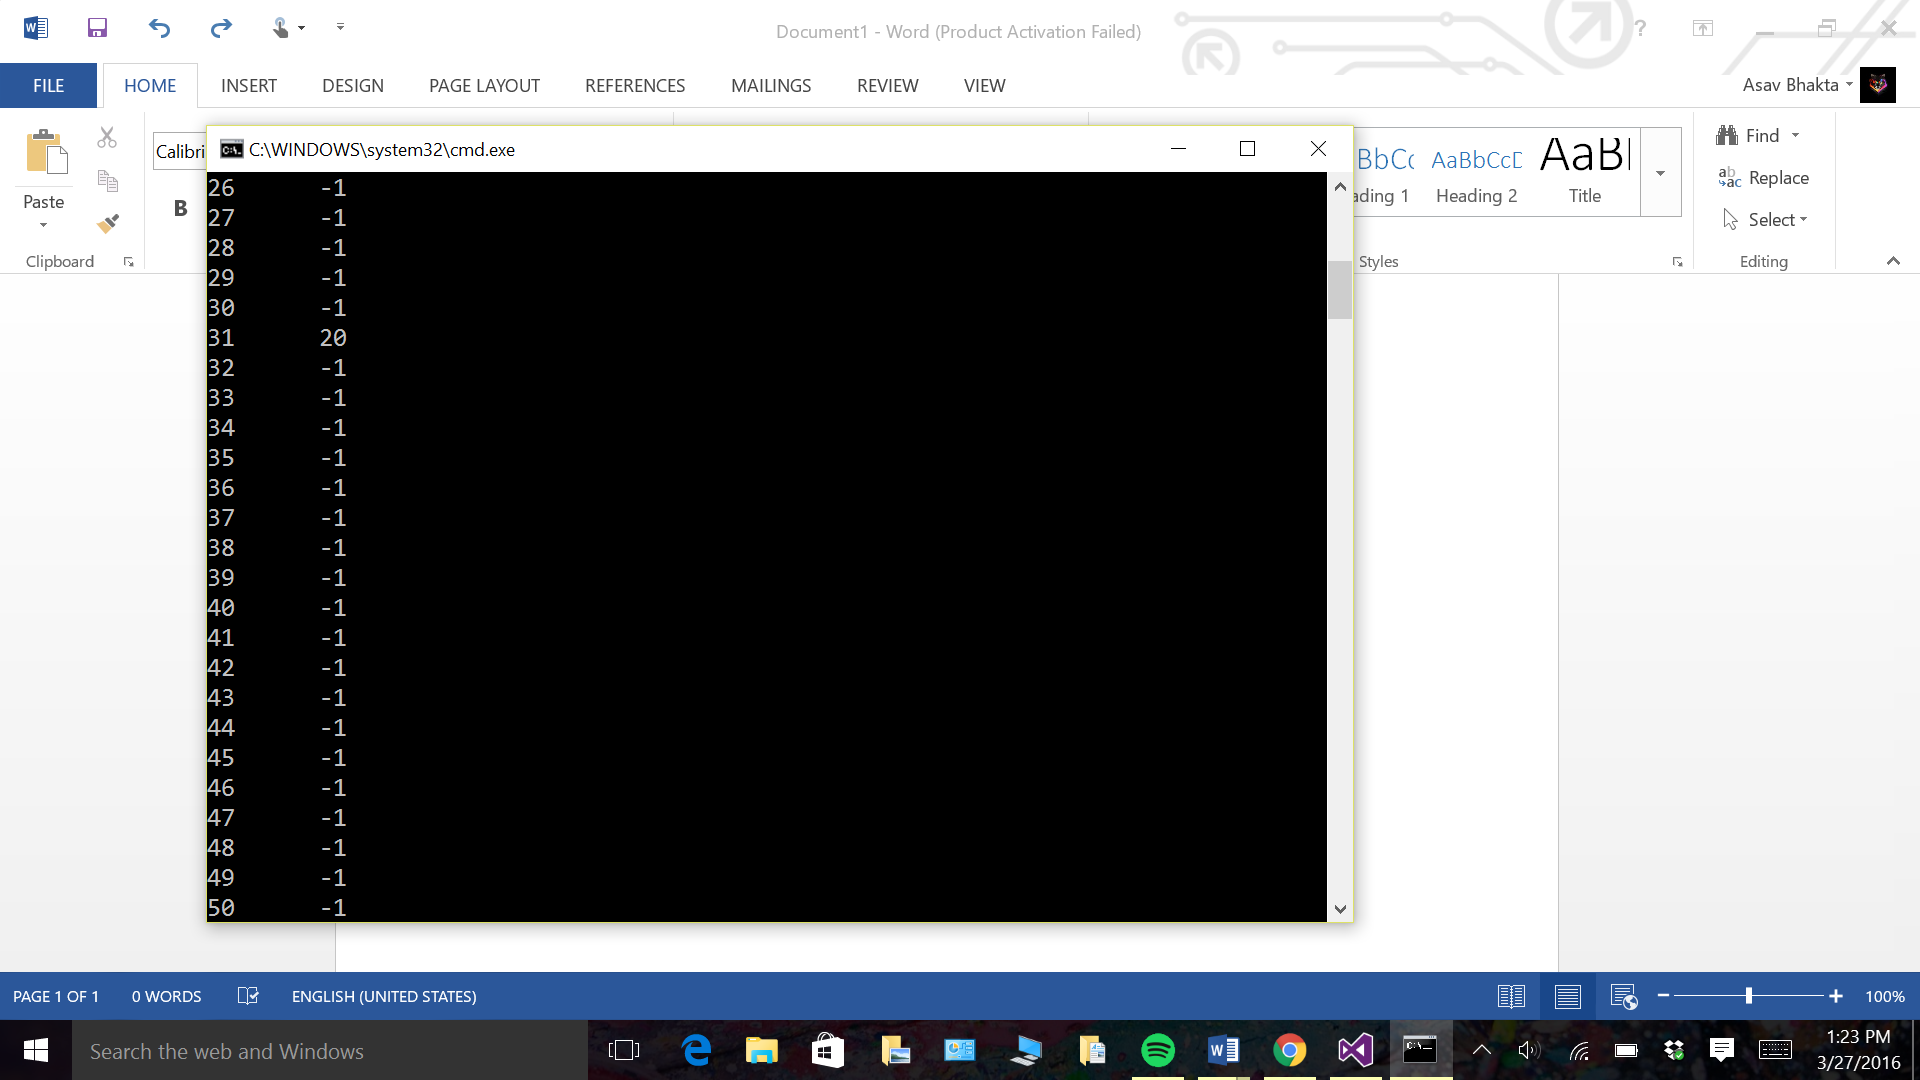 Document1 - Word (Product Activation Failed)
FILE HOME INSERT DESIGN PAGE LAYOUT REFERENCES MAILINGS REVIEW VIEW Asav Bhakta
Paste
Clipboard
Calibri
B
C:\WINDOWS\system32\cmd.exe
26 -1
27 -1
28 -1
29 -1
30 -1
31 20
32 -1
33 -1
34 -1
35 -1
36 -1
37 -1
38 -1
39 -1
40 -1
41 -1
42 -1
43 -1
44 -1
45 -1
46 -1
47 -1
48 -1
49 -1
50 -1
AaBbCcD AaB
Heading 2 Title
Styles
Find
Replace
Select
Editing
PAGE 1 OF 1 0 WORDS ENGLISH (UNITED STATES) 100%
Search the web and Windows
1:23 PM
3/27/2016